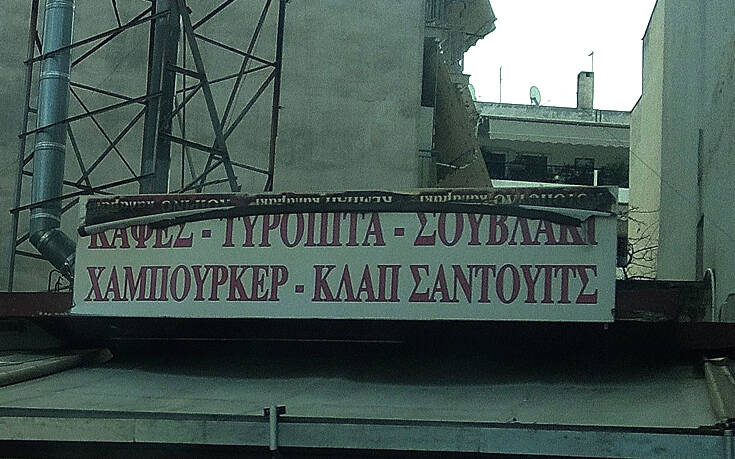 ΚΑΦΕΣ - ΤΥΡΟΠΙΤΑ - ΣΟΥΒΛΑΚΙ
ΧΑΜΠΟΥΡΚΕΡ - ΚΛΑΠ ΣΑΝΤΟΥΙΤΣ